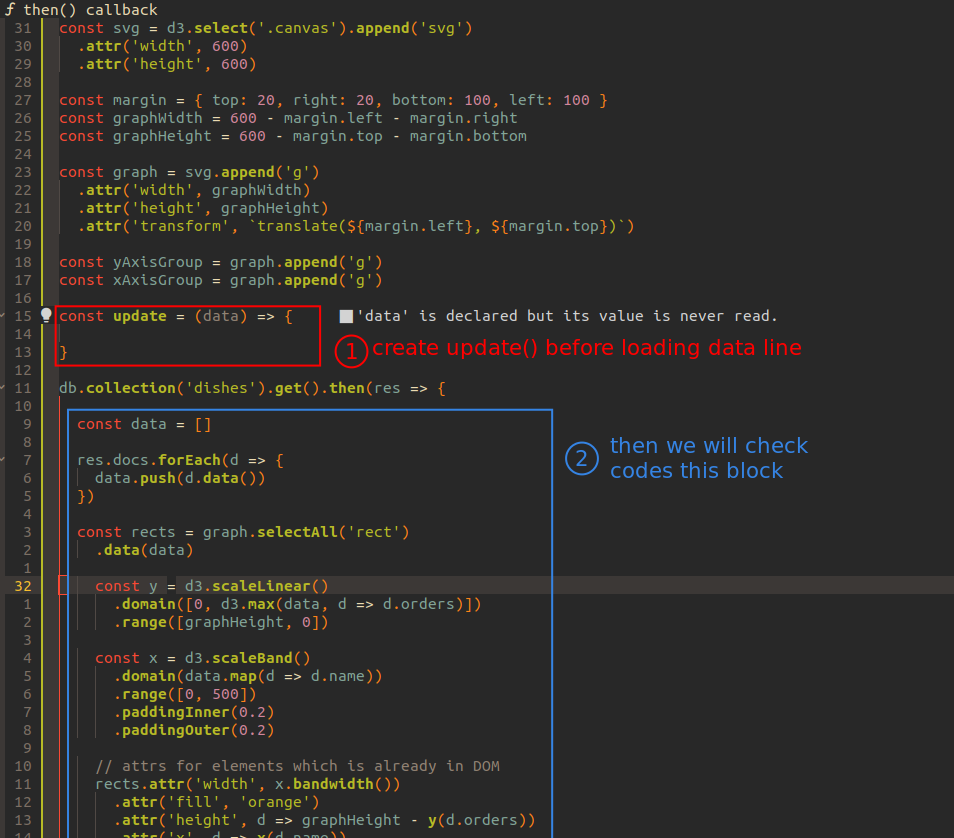 ƒ then() callback
31 const svg = d3.select('.canvas').append('svg')
30 .attr('width', 600)
29 .attr('height', 600)
28
27 const margin = { top: 20, right: 20, bottom: 100, left: 100 }
26 const graphWidth = 600 - margin.left - margin.right
25 const graphHeight = 600 - margin.top - margin.bottom
24
23 const graph = svg.append('g')
22 .attr('width', graphWidth)
21 .attr('height', graphHeight)
20 .attr('transform', `translate(${margin.left}, ${margin.top})`)
19
18 const yAxisGroup = graph.append('g')
17 const xAxisGroup = graph.append('g')
16
15 const update = (data) => { ■'data' is declared but its value is never read.
14
13 } 1 create update() before loading data line
12
11 db.collection('dishes').get().then(res => {
10
9 const data = []
8 then we will check
7 res.docs.forEach(d => { 2
6 data.push(d.data()) codes this block
5 })
4
3 const rects = graph.selectAll('rect')
2 .data(data)
1
32 const y = d3.scaleLinear()
1 .domain([0, d3.max(data, d => d.orders)])
2 .range([graphHeight, 0])
3
4 const x = d3.scaleBand()
5 .domain(data.map(d => d.name))
6 .range([0, 500])
7 .paddingInner(0.2)
8 .paddingOuter(0.2)
9
10 // attrs for elements which is already in DOM
11 rects.attr('width', x.bandwidth())
12 .attr('fill', 'orange')
13 .attr('height', d => graphHeight - y(d.orders))
14 .attr('x', d => x(d.name))